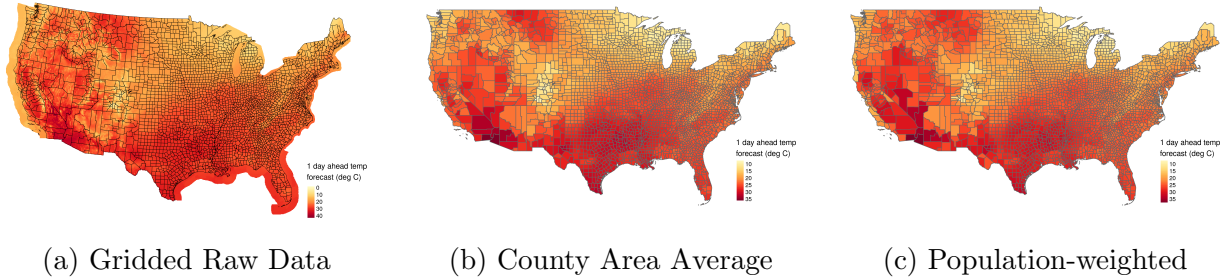 1 day ahead temp
forecast (deg C)
0
10
20
30
40
1 day ahead temp
forecast (deg C)
10
15
20
25
30
35
1 day ahead temp
forecast (deg C)
10
15
20
25
30
35
(a) Gridded Raw Data
(b) County Area Average
(c) Population-weighted